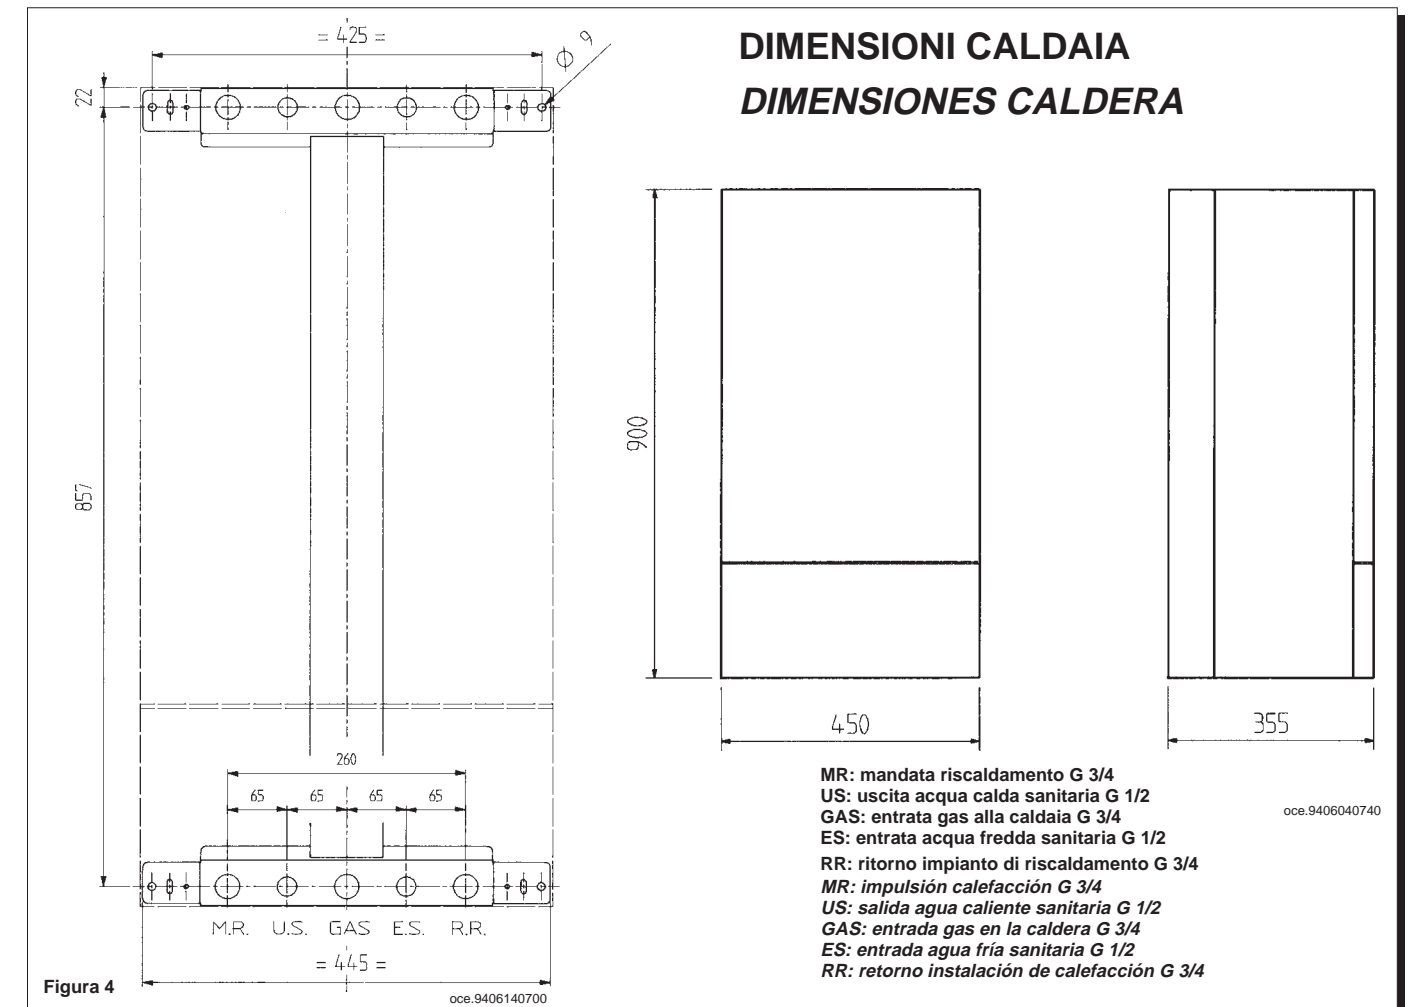 DIMENSIONI CALDAIA
DIMENSIONES CALDERA
= 425 =
Ø 9
22
857
260
65 65 65 65
M.R. U.S. GAS E.S. R.R.
= 445 =
Figura 4
oce.9406140700
900
450
355
MR: mandata riscaldamento G 3/4
US: uscita acqua calda sanitaria G 1/2
GAS: entrata gas alla caldaia G 3/4
ES: entrata acqua fredda sanitaria G 1/2
RR: ritorno impianto di riscaldamento G 3/4
MR: impulsión calefacción G 3/4
US: salida agua caliente sanitaria G 1/2
GAS: entrada gas en la caldera G 3/4
ES: entrada agua fría sanitaria G 1/2
RR: retorno instalación de calefacción G 3/4
oce.9406040740